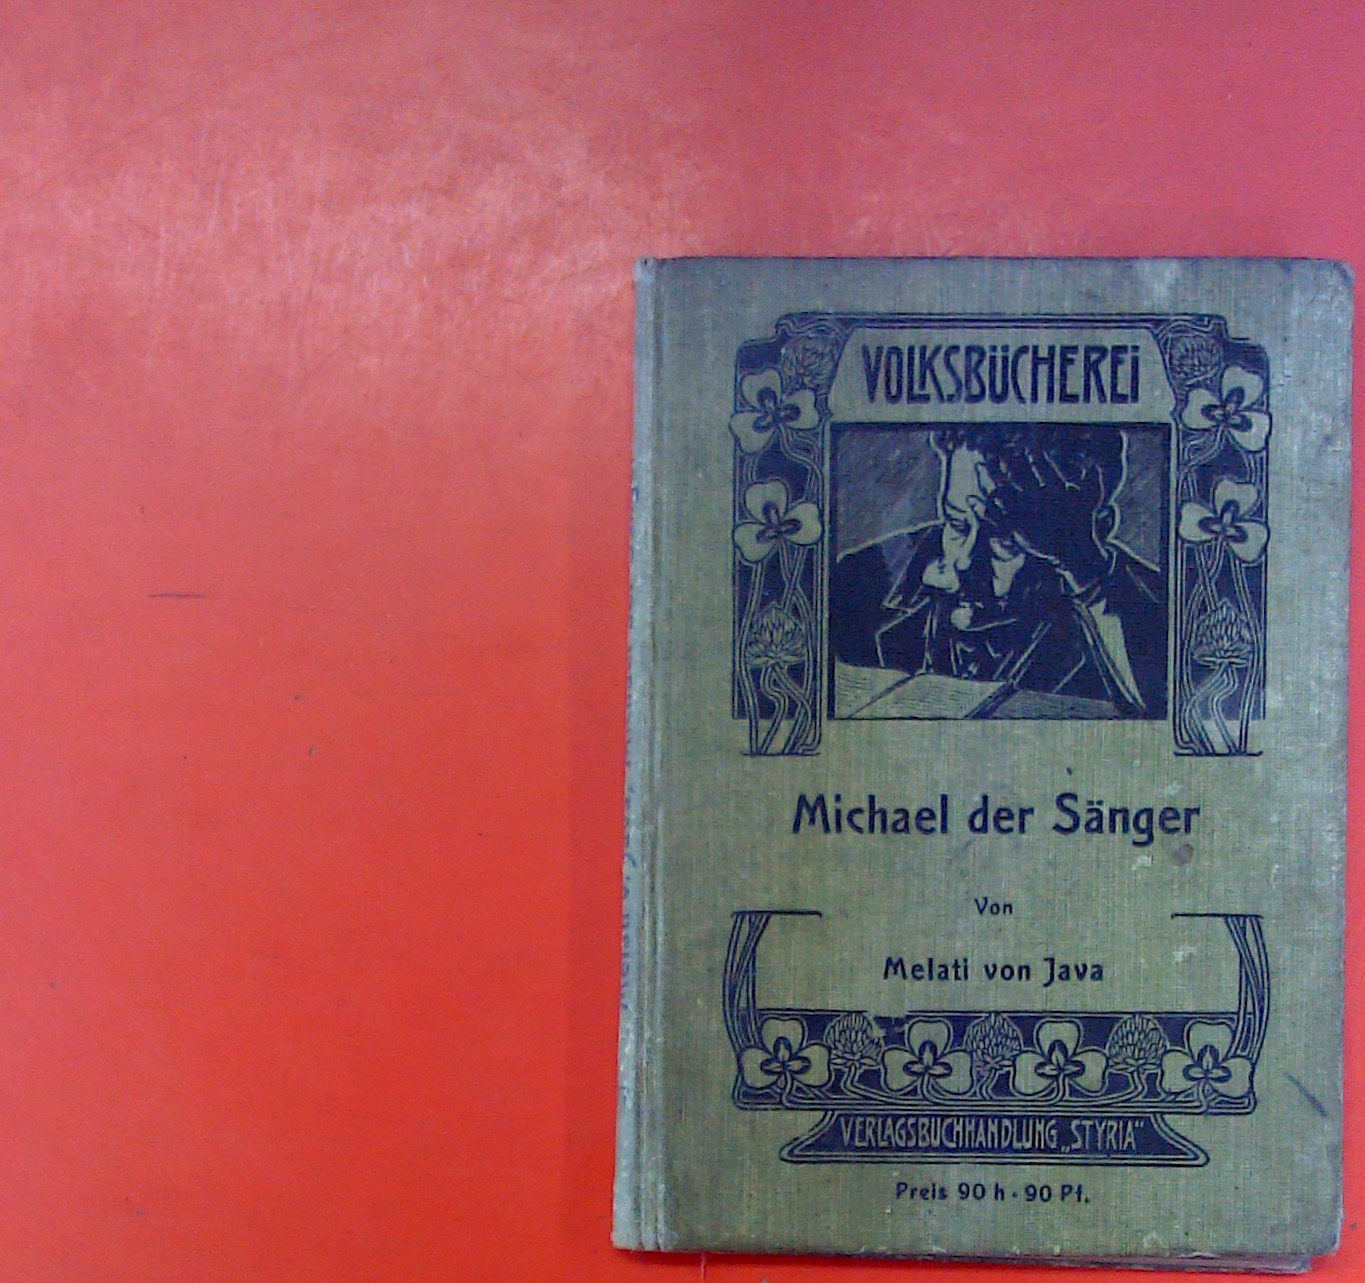 VOLKSBÜCHEREI
Michael der Sänger
Von
Melati von Java
VERLAGSBUCHHANDLUNG „STYRIA“
Preis 90 h · 90 Pf.